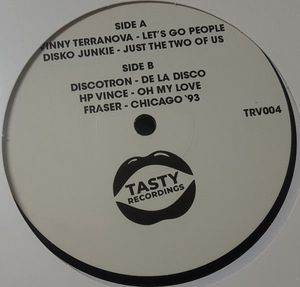 SIDE A
VINNY TERRANOVA - LET'S GO PEOPLE
DISKO JUNKIE - JUST THE TWO OF US
SIDE B
DISCOTRON - DE LA DISCO
HP VINCE - OH MY LOVE
FRASER - CHICAGO '93
TRV004
TASTY
RECORDINGS